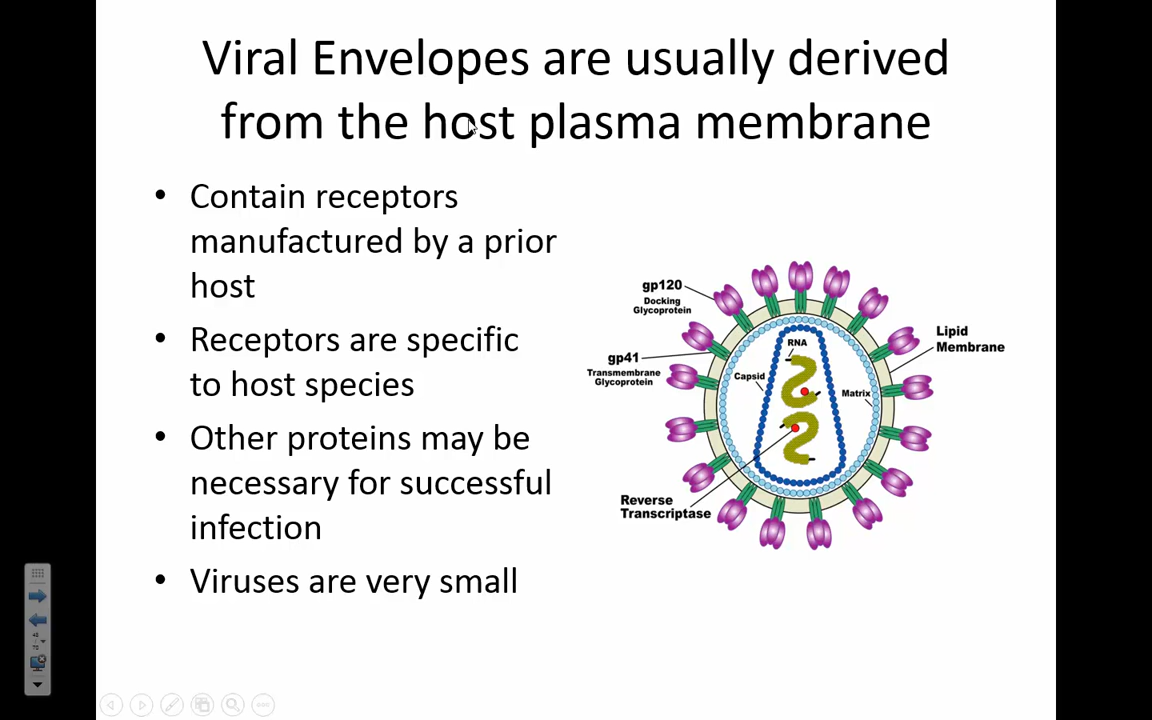 Viral Envelopes are usually derived
from the host plasma membrane
• Contain receptors
manufactured by a prior
host
• Receptors are specific
to host species
• Other proteins may be
necessary for successful
infection
• Viruses are very small
gp120
Docking
Glycoprotein
gp41
Transmembrane
Glycoprotein
RNA
Capsid
Matrix
Lipid
Membrane
Reverse
Transcriptase